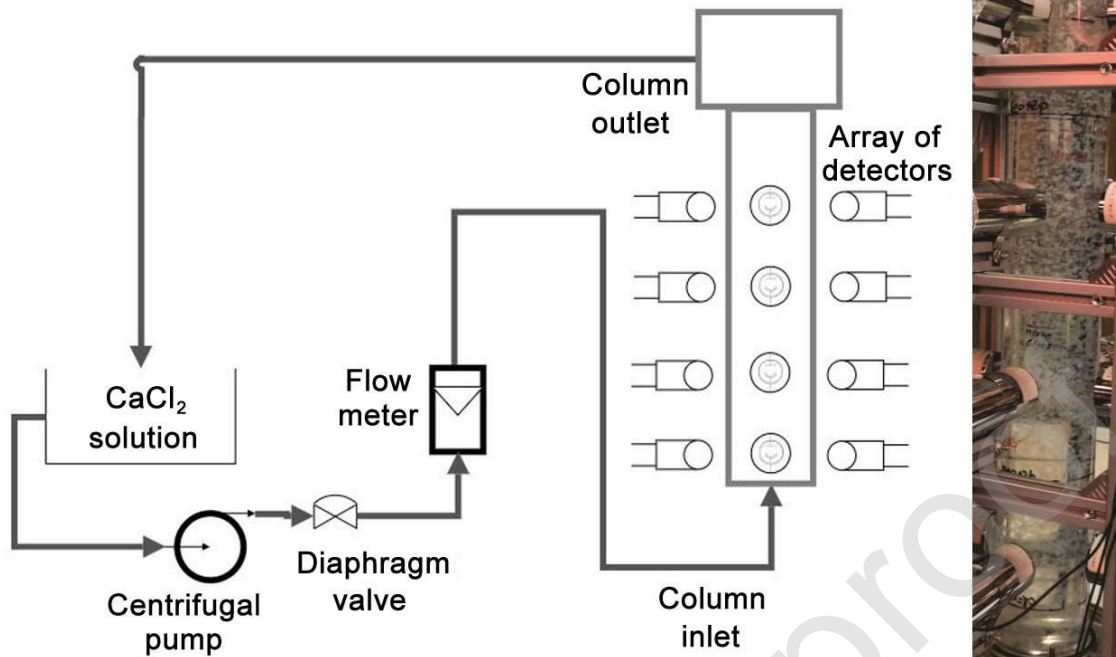 Column
outlet
Array of
detectors
Flow
meter
CaCl₂
solution
Diaphragm
valve
Centrifugal
pump
Column
inlet